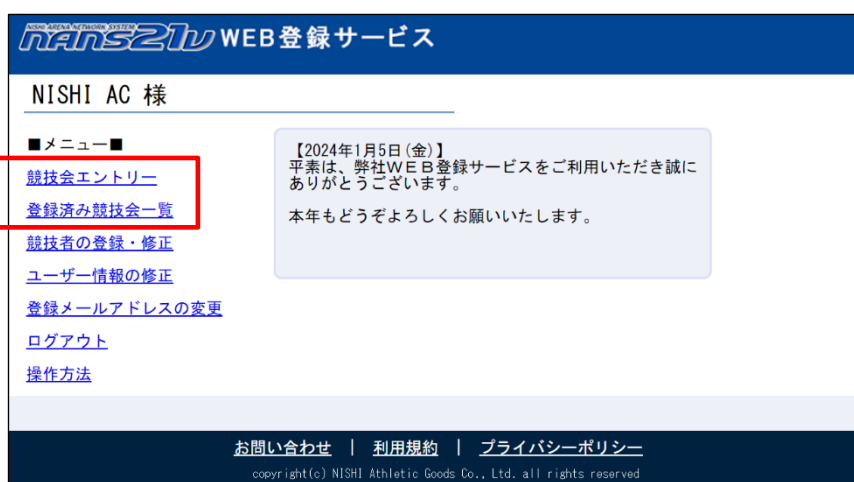 NISHI ARENA NETWORK SYSTEM
nans21v WEB登録サービス
NISHI AC 様
■メニュー■
競技会エントリー
登録済み競技会一覧
競技者の登録・修正
ユーザー情報の修正
登録メールアドレスの変更
ログアウト
操作方法
【2024年1月5日(金)】
平素は、弊社WEB登録サービスをご利用いただき誠に
ありがとうございます。
本年もどうぞよろしくお願いいたします。
お問い合わせ | 利用規約 | プライバシーポリシー
copyright(c) NISHI Athletic Goods Co., Ltd. all rights reserved